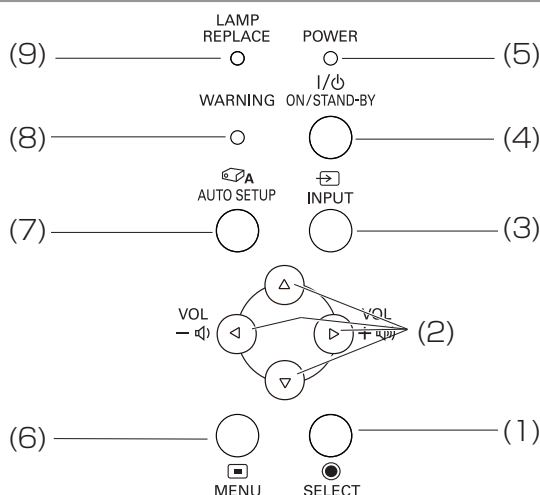 LAMP
REPLACE
POWER
(9)
(5)
I/⏻
ON/STAND-BY
WARNING
(8)
(4)
A
AUTO SETUP
INPUT
(7)
(3)
VOL
−
VOL
+
(2)
(6)
(1)
MENU
SELECT